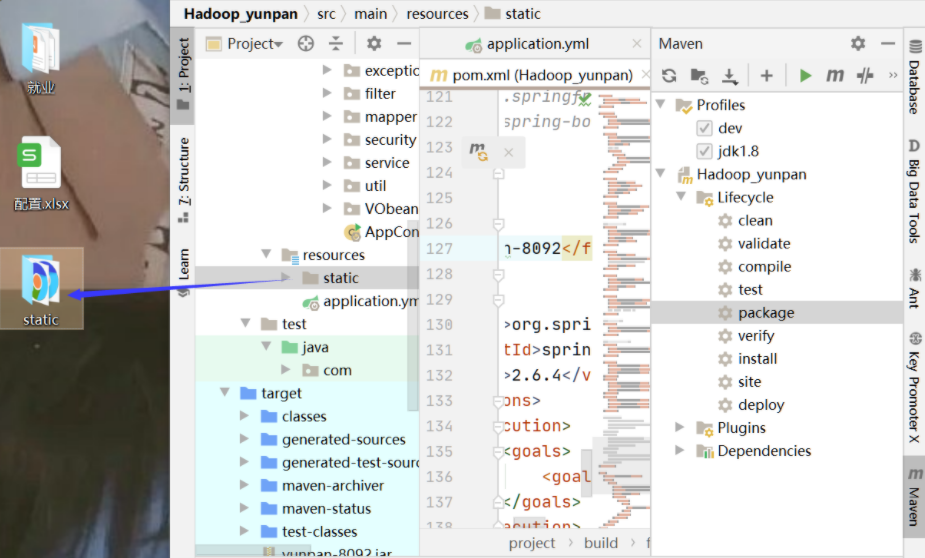 就业
配置.xlsx
static
Hadoop_yunpan
src
main
resources
static
1: Project
7: Structure
Learn
Project
exceptio
filter
mapper
security
service
util
VObean
AppCon
resources
static
application.ym
test
java
com
target
classes
generated-sources
generated-test-sourc
maven-archiver
maven-status
test-classes
yunpan-8092.jar
application.yml
pom.xml (Hadoop_yunpan)
121 .springfr
122 spring-bo
123
124
125
126
127 n-8092</f
128
129
130 >org.spri
131 tId>sprin
132 >2.6.4</v
133 ons>
134 cution>
135 <goals>
136 <goal
137 </goals>
138 cution>
project
build
Maven
Profiles
dev
jdk1.8
Hadoop_yunpan
Lifecycle
clean
validate
compile
test
package
verify
install
site
deploy
Plugins
Dependencies
Database
Big Data Tools
Ant
Key Promoter X
Maven